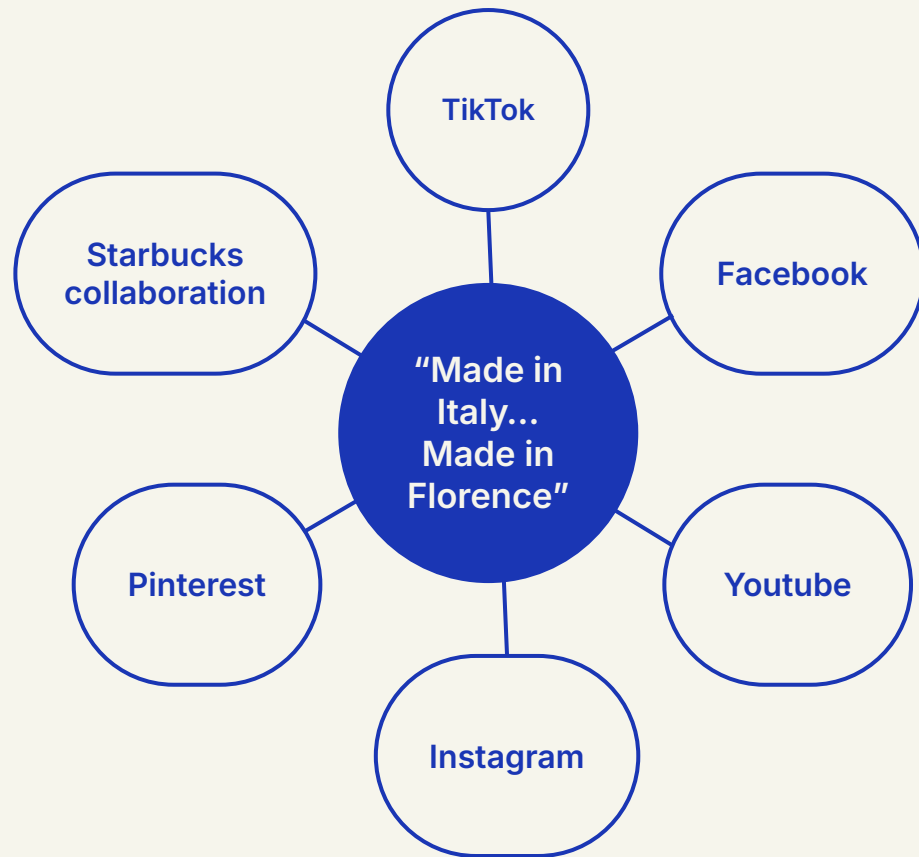 TikTok
Starbucks
collaboration
Facebook
“Made in
Italy...
Made in
Florence”
Pinterest
Youtube
Instagram